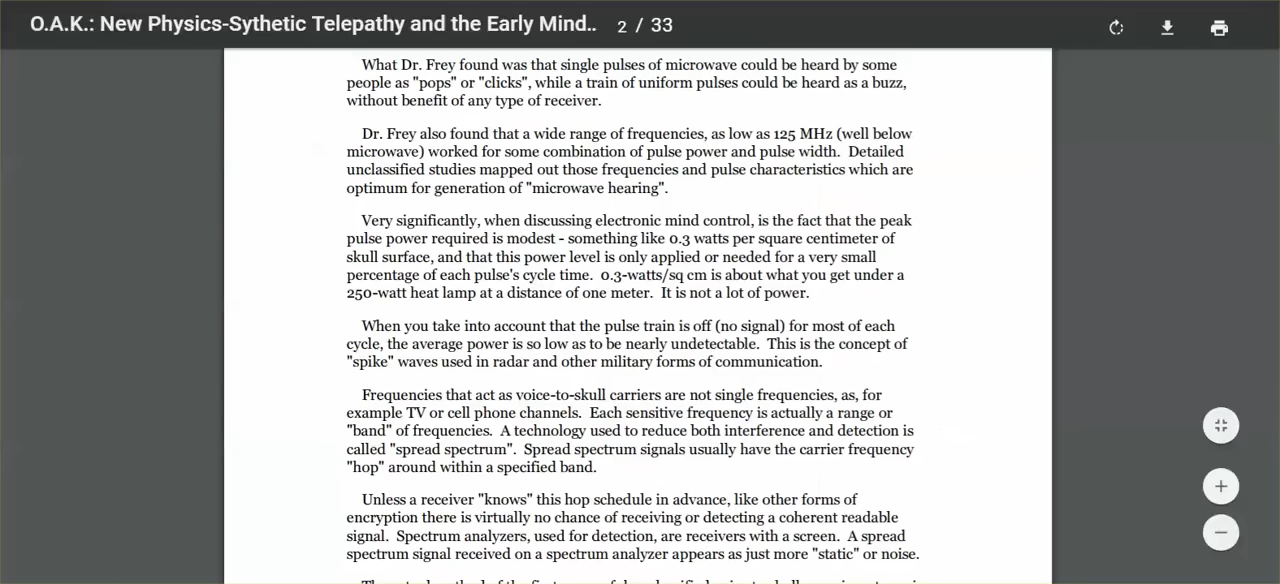 O.A.K.: New Physics-Sythetic Telepathy and the Early Mind.. 2 / 33
What Dr. Frey found was that single pulses of microwave could be heard by some
people as "pops" or "clicks", while a train of uniform pulses could be heard as a buzz,
without benefit of any type of receiver.
Dr. Frey also found that a wide range of frequencies, as low as 125 MHz (well below
microwave) worked for some combination of pulse power and pulse width. Detailed
unclassified studies mapped out those frequencies and pulse characteristics which are
optimum for generation of "microwave hearing".
Very significantly, when discussing electronic mind control, is the fact that the peak
pulse power required is modest - something like 0.3 watts per square centimeter of
skull surface, and that this power level is only applied or needed for a very small
percentage of each pulse's cycle time. 0.3-watts/sq cm is about what you get under a
250-watt heat lamp at a distance of one meter. It is not a lot of power.
When you take into account that the pulse train is off (no signal) for most of each
cycle, the average power is so low as to be nearly undetectable. This is the concept of
"spike" waves used in radar and other military forms of communication.
Frequencies that act as voice-to-skull carriers are not single frequencies, as, for
example TV or cell phone channels. Each sensitive frequency is actually a range or
"band" of frequencies. A technology used to reduce both interference and detection is
called "spread spectrum". Spread spectrum signals usually have the carrier frequency
"hop" around within a specified band.
Unless a receiver "knows" this hop schedule in advance, like other forms of
encryption there is virtually no chance of receiving or detecting a coherent readable
signal. Spectrum analyzers, used for detection, are receivers with a screen. A spread
spectrum signal received on a spectrum analyzer appears as just more "static" or noise.